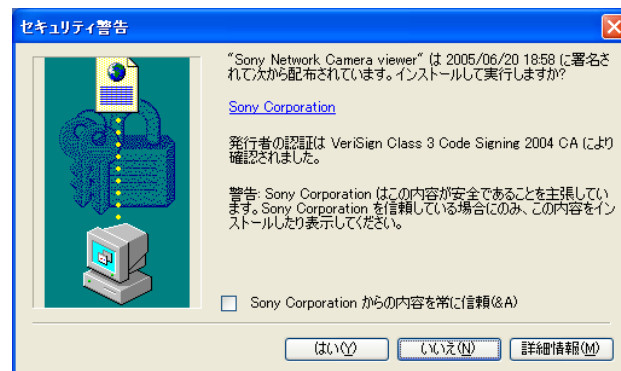 セキュリティ警告
"Sony Network Camera viewer" は 2005/06/20 18:58 に署名さ
れて次から配布されています。インストールして実行しますか?
Sony Corporation
発行者の認証は VeriSign Class 3 Code Signing 2004 CA により
確認されました。
警告: Sony Corporation はこの内容が安全であることを主張してい
ます。Sony Corporation を信頼している場合にのみ、この内容をイン
ストールしたり表示してください。
Sony Corporation からの内容を常に信頼(&A)
はい(Y) いいえ(N) 詳細情報(M)